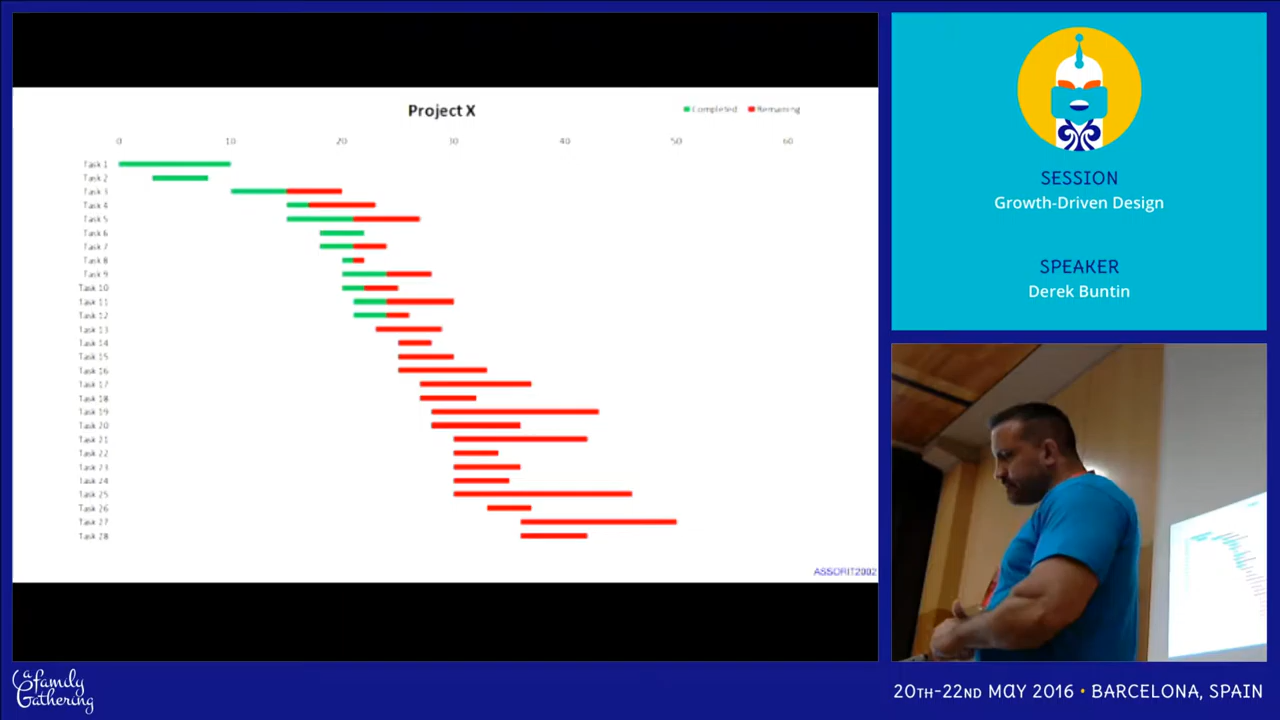 Project X
Completed Remaining
0 10 20 30 40 50 60
Task 1
Task 2
Task 3
Task 4
Task 5
Task 6
Task 7
Task 8
Task 9
Task 10
Task 11
Task 12
Task 13
Task 14
Task 15
Task 16
Task 17
Task 18
Task 19
Task 20
Task 21
Task 22
Task 23
Task 24
Task 25
Task 26
Task 27
Task 28
ASSORIT2002
SESSION
Growth-Driven Design
SPEAKER
Derek Buntin
a family
Gathering
20TH-22ND MAY 2016 • BARCELONA, SPAIN